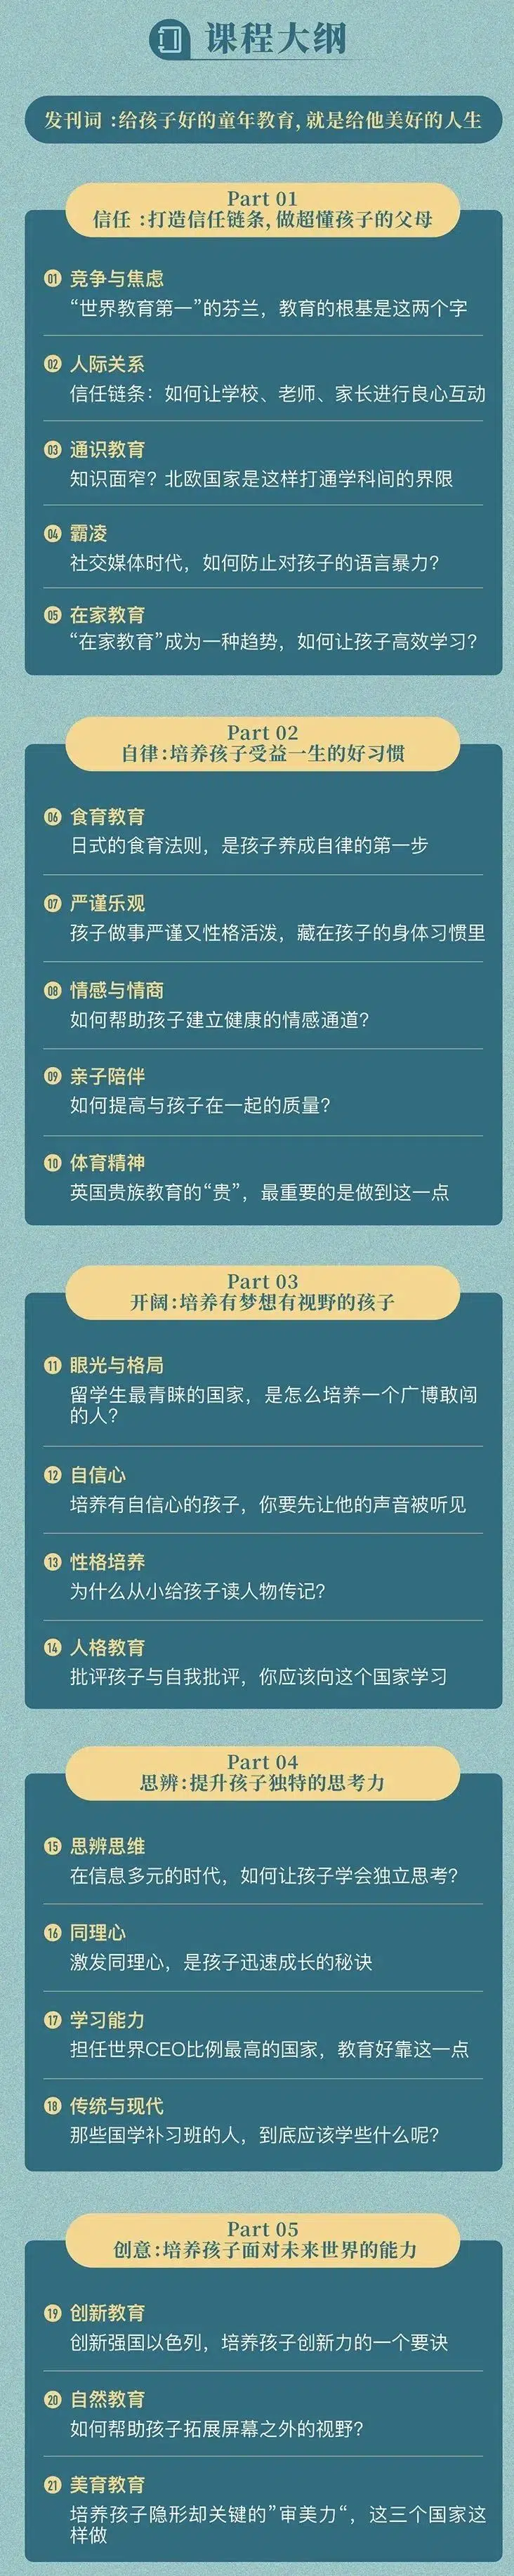 课程大纲
发刊词:给孩子好的童年教育,就是给他美好的人生
Part 01
信任:打造信任链条,做超懂孩子的父母
01 竞争与焦虑
“世界教育第一”的芬兰，教育的根基是这两个字
02 人际关系
信任链条：如何让学校、老师、家长进行良心互动
03 通识教育
知识面窄？北欧国家是这样打通学科间的界限
04 霸凌
社交媒体时代，如何防止对孩子的语言暴力？
05 在家教育
“在家教育”成为一种趋势，如何让孩子高效学习？
Part 02
自律:培养孩子受益一生的好习惯
06 食育教育
日式的食育法则，是孩子养成自律的第一步
07 严谨乐观
孩子做事严谨又性格活泼，藏在孩子的身体习惯里
08 情感与情商
如何帮助孩子建立健康的情感通道？
09 亲子陪伴
如何提高与孩子在一起的质量？
10 体育精神
英国贵族教育的“贵”，最重要的是做到这一点
Part 03
开阔:培养有梦想有视野的孩子
11 眼光与格局
留学生最青睐的国家，是怎么培养一个广博敢闯
的人？
12 自信心
培养有自信心的孩子，你要先让他的声音被听见
13 性格培养
为什么从小给孩子读人物传记？
14 人格教育
批评孩子与自我批评，你应该向这个国家学习
Part 04
思辨:提升孩子独特的思考力
15 思辨思维
在信息多元的时代，如何让孩子学会独立思考？
16 同理心
激发同理心，是孩子迅速成长的秘诀
17 学习能力
担任世界CEO比例最高的国家，教育好靠这一点
18 传统与现代
那些国学补习班的人，到底应该学些什么呢？
Part 05
创意:培养孩子面对未来世界的能力
19 创新教育
创新强国以色列，培养孩子创新力的一个要诀
20 自然教育
如何帮助孩子拓展屏幕之外的视野？
21 美育教育
培养孩子隐形却关键的”审美力“，这三个国家这
样做